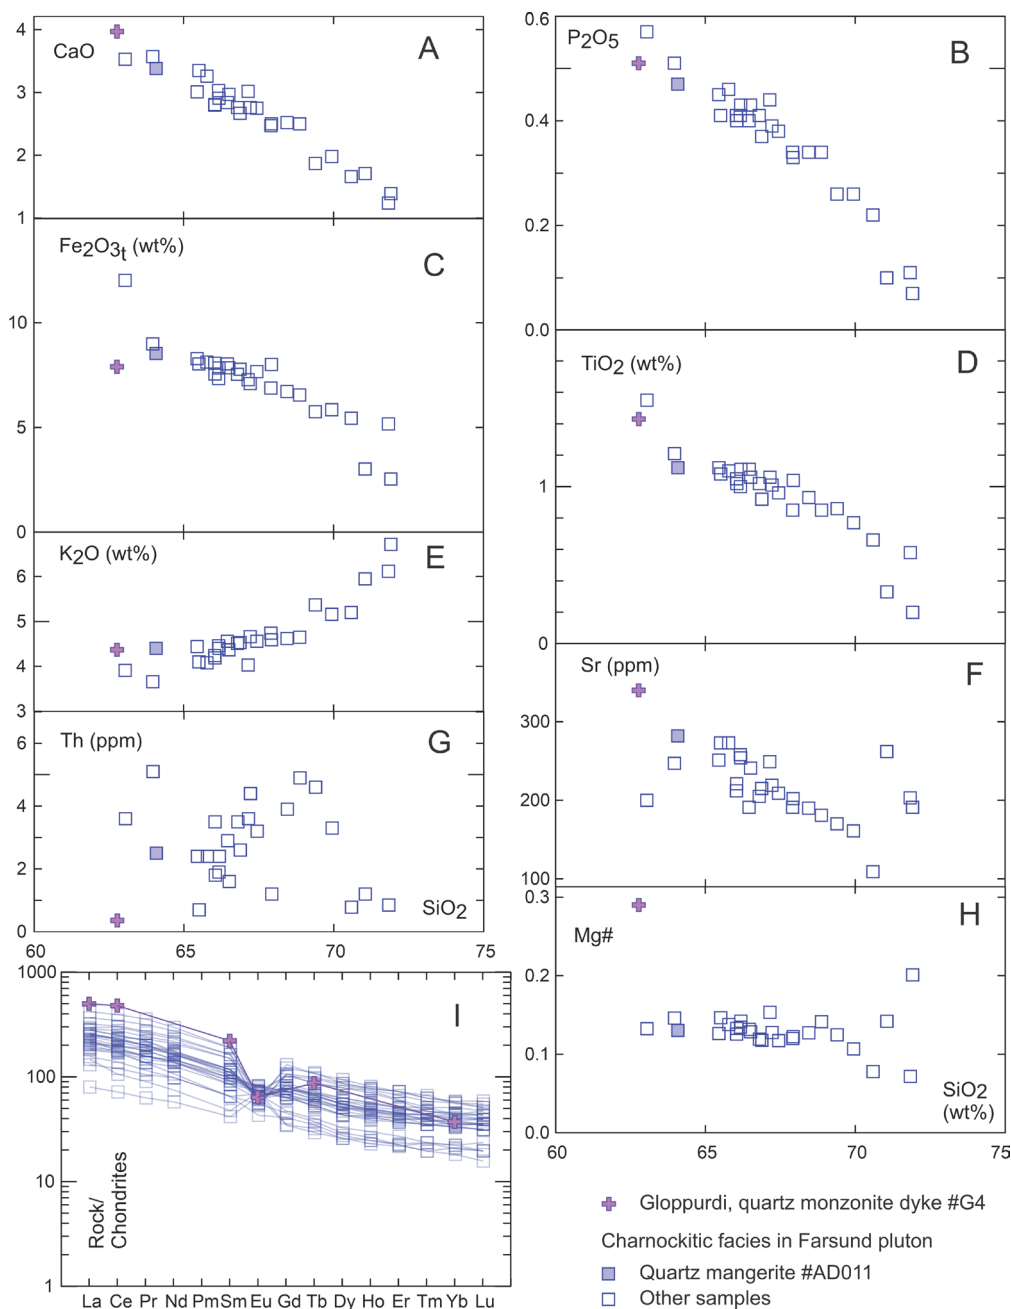 4
CaO
A
3
2
1
Fe2O3t (wt%)
C
10
5
0
K2O (wt%)
E
6
5
4
3
Th (ppm)
G
6
4
2
0
SiO2
60
65
70
75
0.6
P2O5
B
0.4
0.2
0.0
TiO2 (wt%)
D
1
0
Sr (ppm)
F
300
200
100
0.3
H
Mg#
0.2
0.1
SiO2
(wt%)
0.0
60
65
70
75
1000
I
100
10
1
Rock/
Chondrites
La Ce Pr Nd PmSm Eu Gd Tb Dy Ho Er Tm Yb Lu
Gloppurdi, quartz monzonite dyke #G4
Charnockitic facies in Farsund pluton
Quartz mangerite #AD011
Other samples